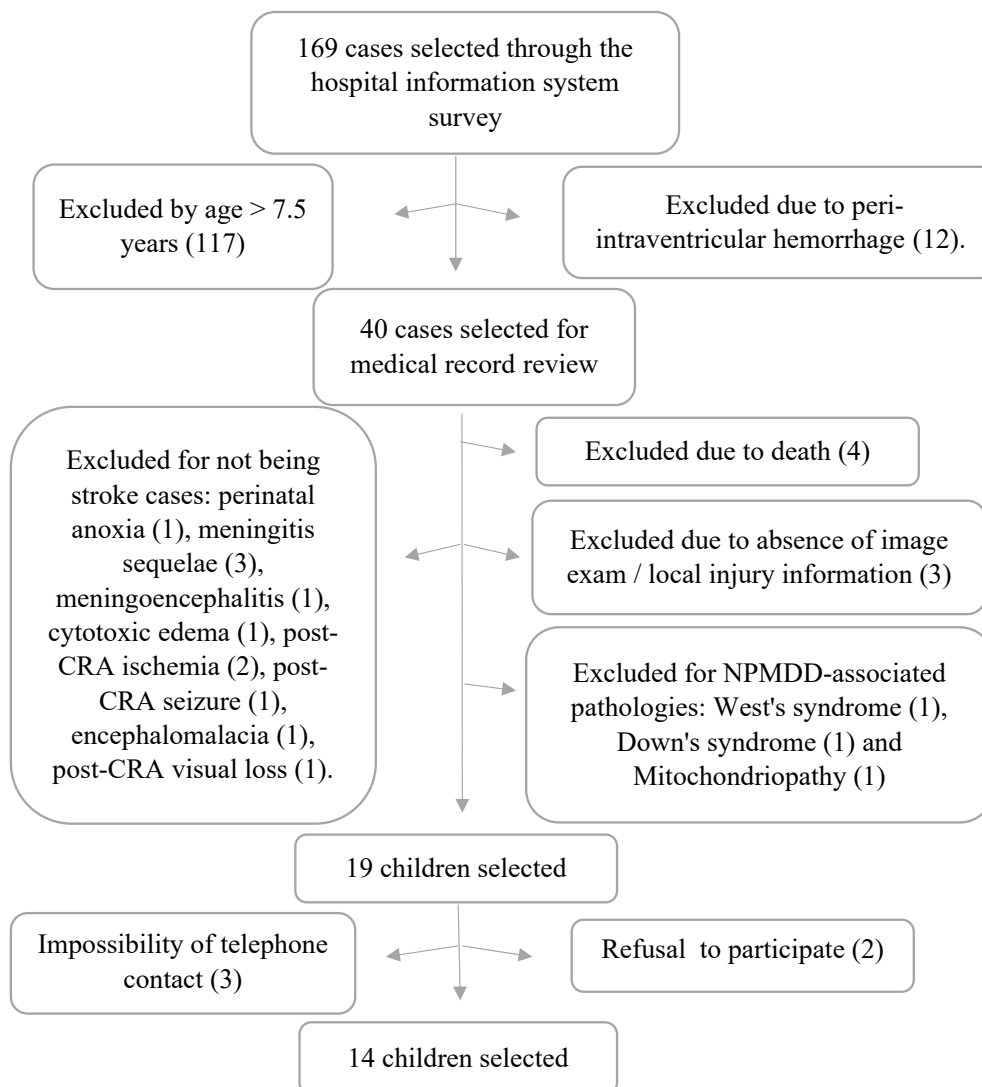 169 cases selected through the
hospital information system
survey
Excluded by age > 7.5
years (117)
Excluded due to peri-
intraventricular hemorrhage (12).
40 cases selected for
medical record review
Excluded for not being
stroke cases: perinatal
anoxia (1), meningitis
sequelae (3),
meningoencephalitis (1),
cytotoxic edema (1), post-
CRA ischemia (2), post-
CRA seizure (1),
encephalomalacia (1),
post-CRA visual loss (1).
Excluded due to death (4)
Excluded due to absence of image
exam / local injury information (3)
Excluded for NPMDD-associated
pathologies: West's syndrome (1),
Down's syndrome (1) and
Mitochondriopathy (1)
19 children selected
Impossibility of telephone
contact (3)
Refusal to participate (2)
14 children selected